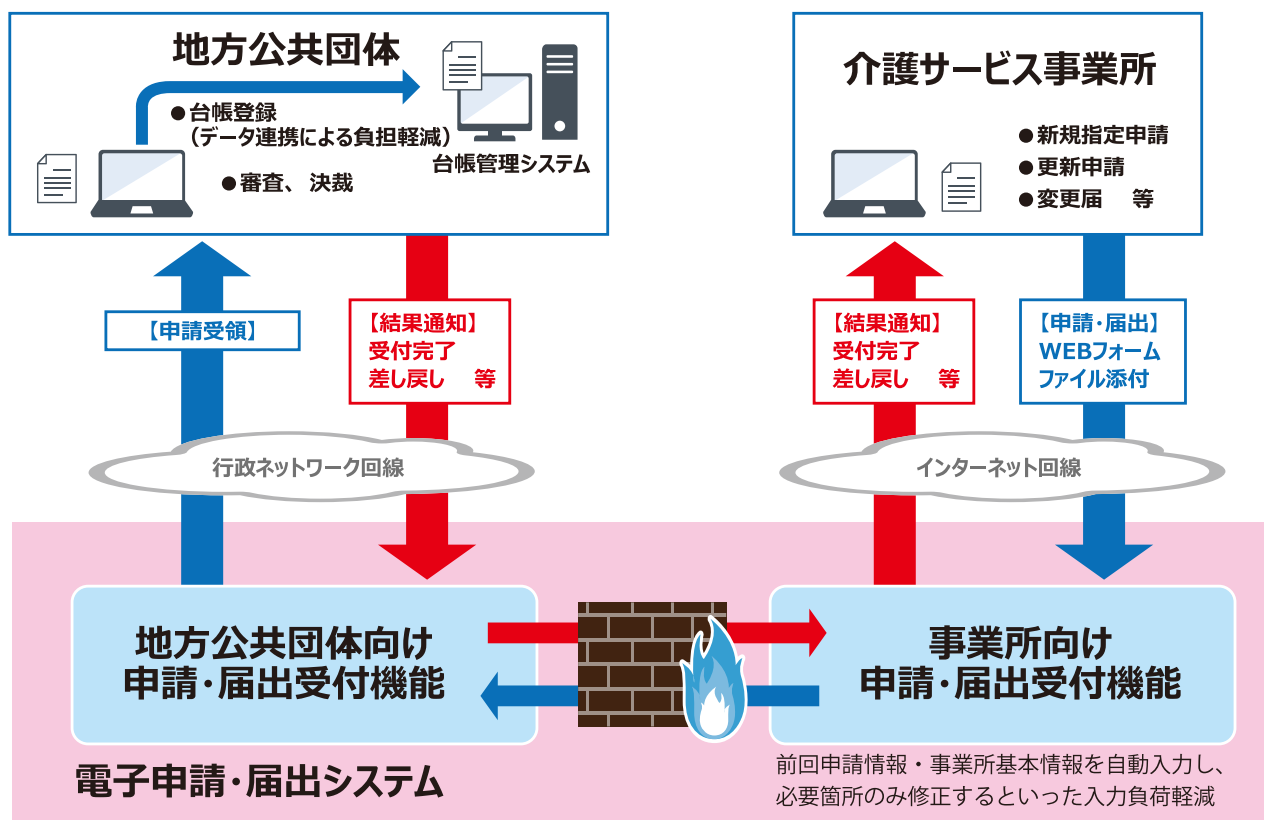 地方公共団体
●台帳登録
（データ連携による負担軽減）
台帳管理システム
●審査、決裁
介護サービス事業所
●新規指定申請
●更新申請
●変更届　等
【申請受領】
【結果通知】
受付完了
差し戻し　等
【結果通知】
受付完了
差し戻し　等
【申請・届出】
WEBフォーム
ファイル添付
行政ネットワーク回線
インターネット回線
地方公共団体向け
申請・届出受付機能
事業所向け
申請・届出受付機能
電子申請・届出システム
前回申請情報・事業所基本情報を自動入力し、
必要箇所のみ修正するといった入力負荷軽減